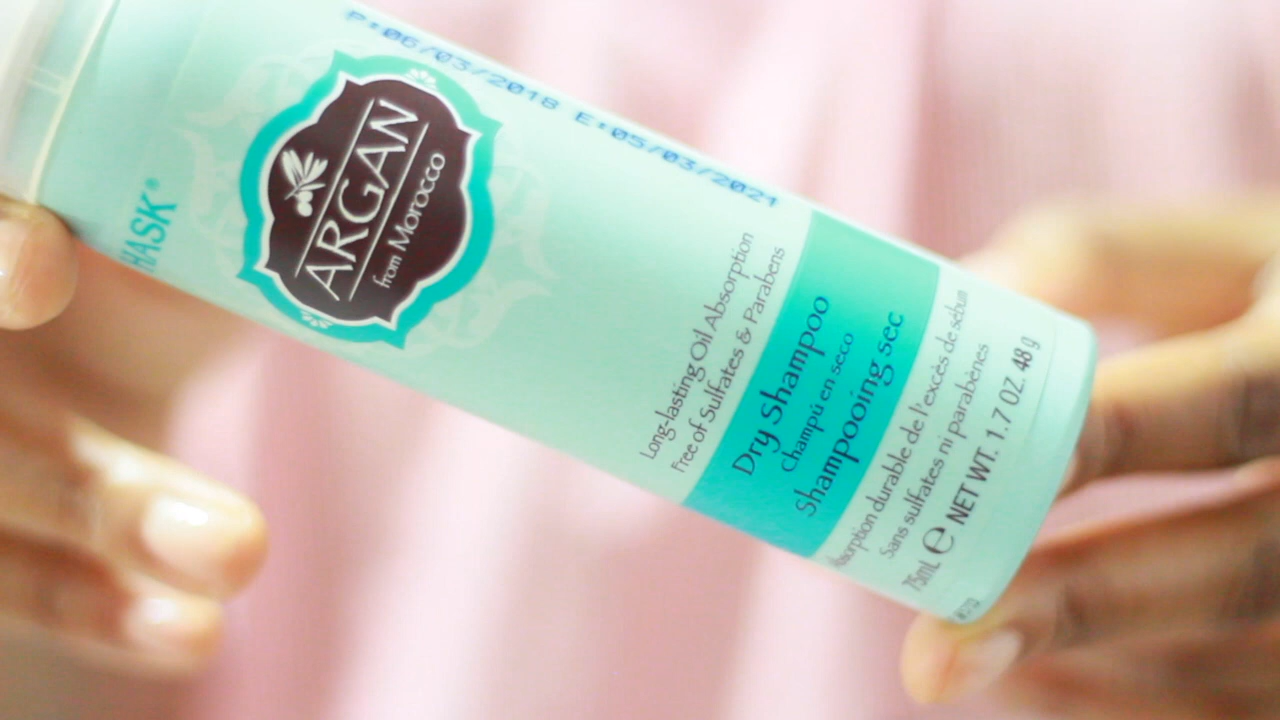 P:06/03/2018 E:05/03/2021
HASK®
ARGAN
from Morocco
Long-lasting Oil Absorption
Free of Sulfates & Parabens
Dry Shampoo
Champú en seco
Shampooing sec
Absorption durable de l'excès de sébum
Sans sulfates ni parabènes
75mL e NET WT. 1.7 OZ. 48 g